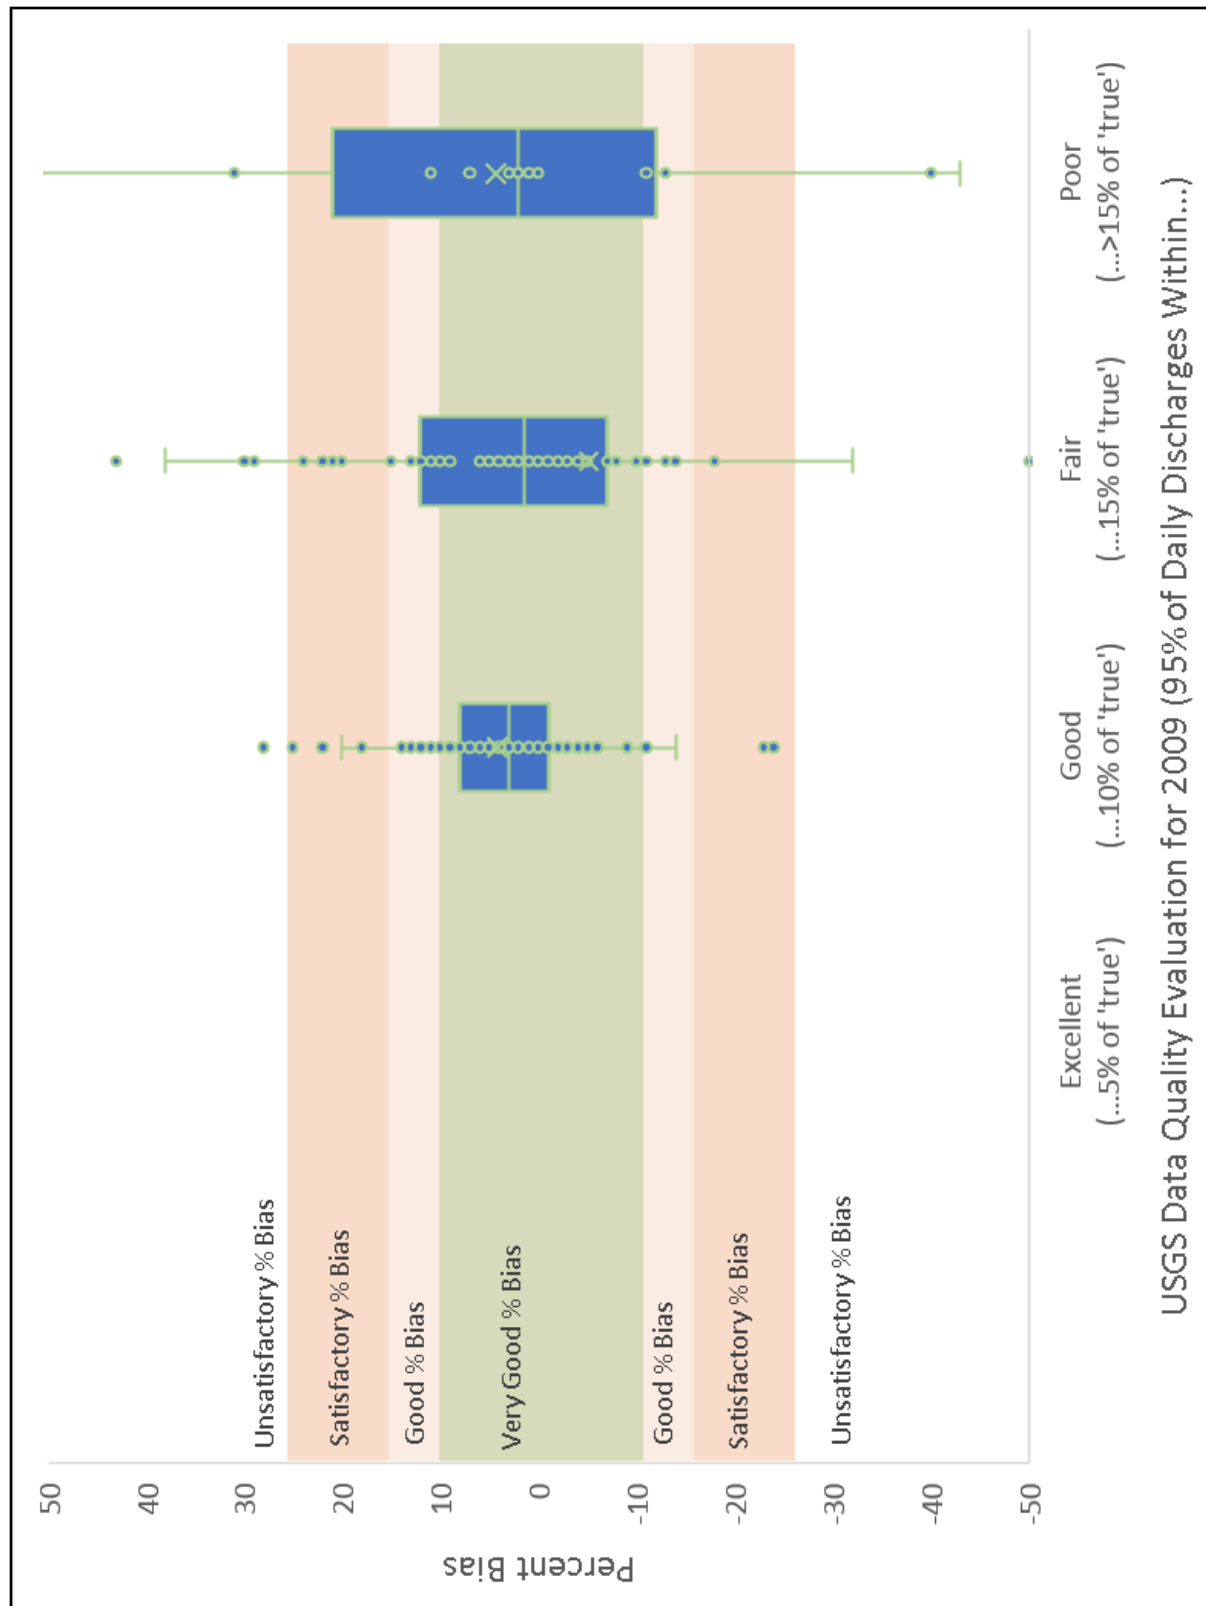 Percent Bias
50
40
30
20
10
0
-10
-20
-30
-40
-50
Unsatisfactory % Bias
Satisfactory % Bias
Good % Bias
Very Good % Bias
Good % Bias
Satisfactory % Bias
Unsatisfactory % Bias
Excellent
(...5% of 'true')
Good
(...10% of 'true')
Fair
(...15% of 'true')
Poor
(...>15% of 'true')
USGS Data Quality Evaluation for 2009 (95% of Daily Discharges Within...)